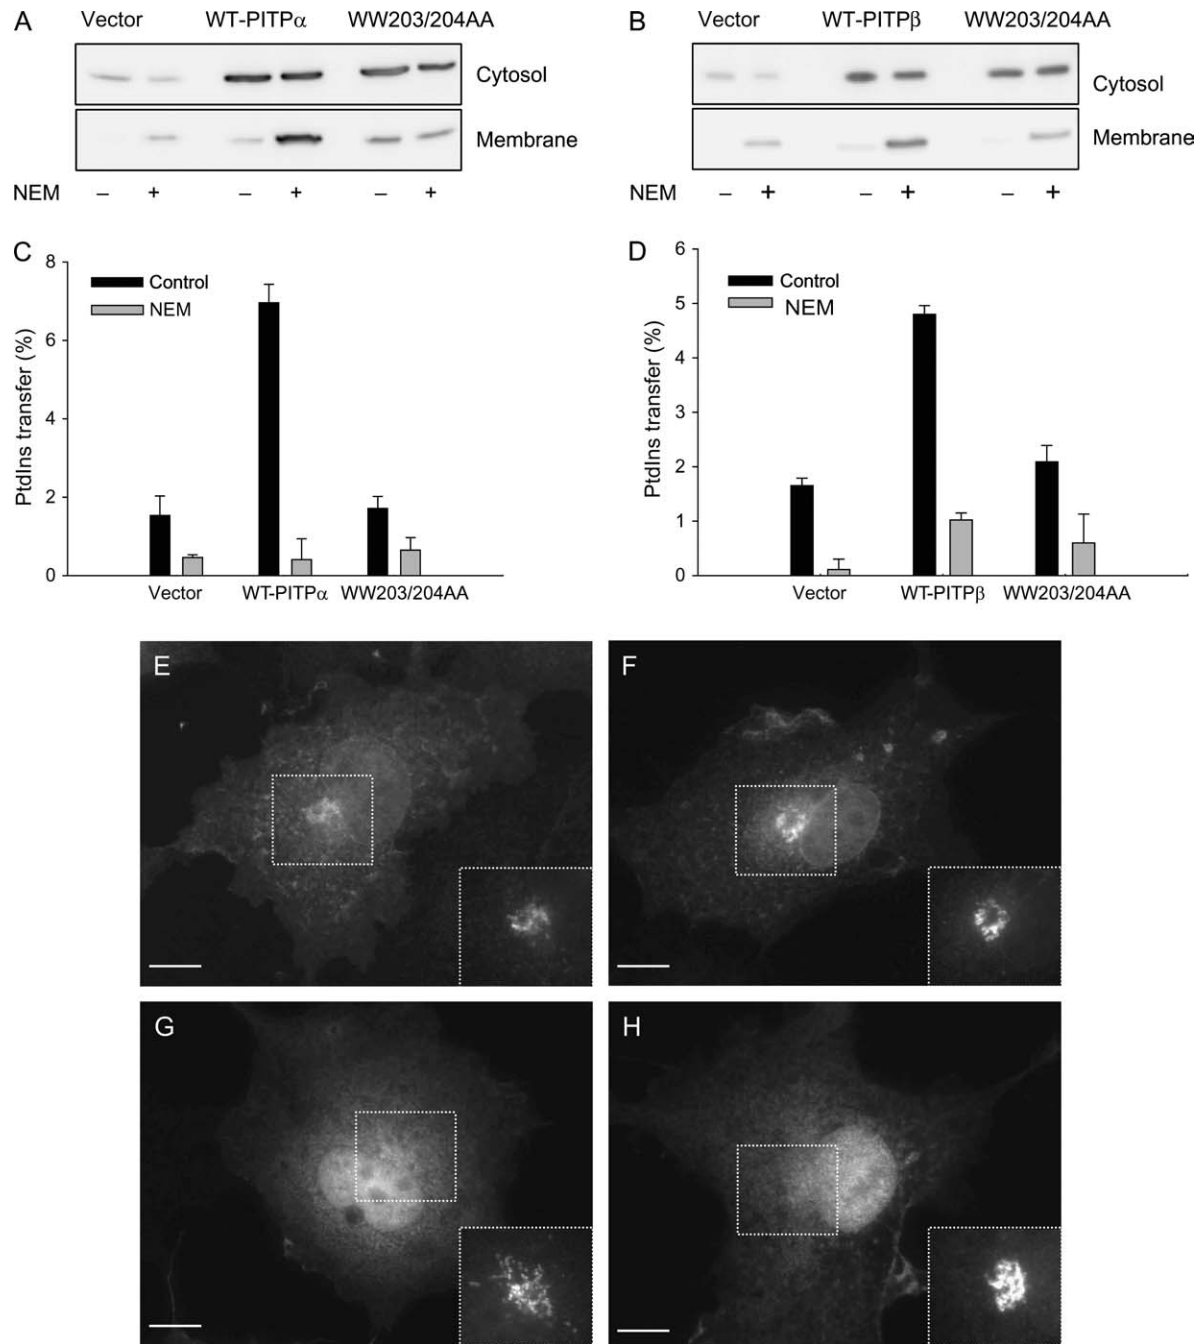 A
Vector WT-PITPα WW203/204AA
Cytosol
Membrane
NEM – + – + – +
B
Vector WT-PITPβ WW203/204AA
Cytosol
Membrane
NEM – + – + – +
C
PtdIns transfer (%)
8
6
4
2
0
Control
NEM
Vector WT-PITPα WW203/204AA
D
PtdIns transfer (%)
6
5
4
3
2
1
0
Control
NEM
Vector WT-PITPβ WW203/204AA
E
F
G
H